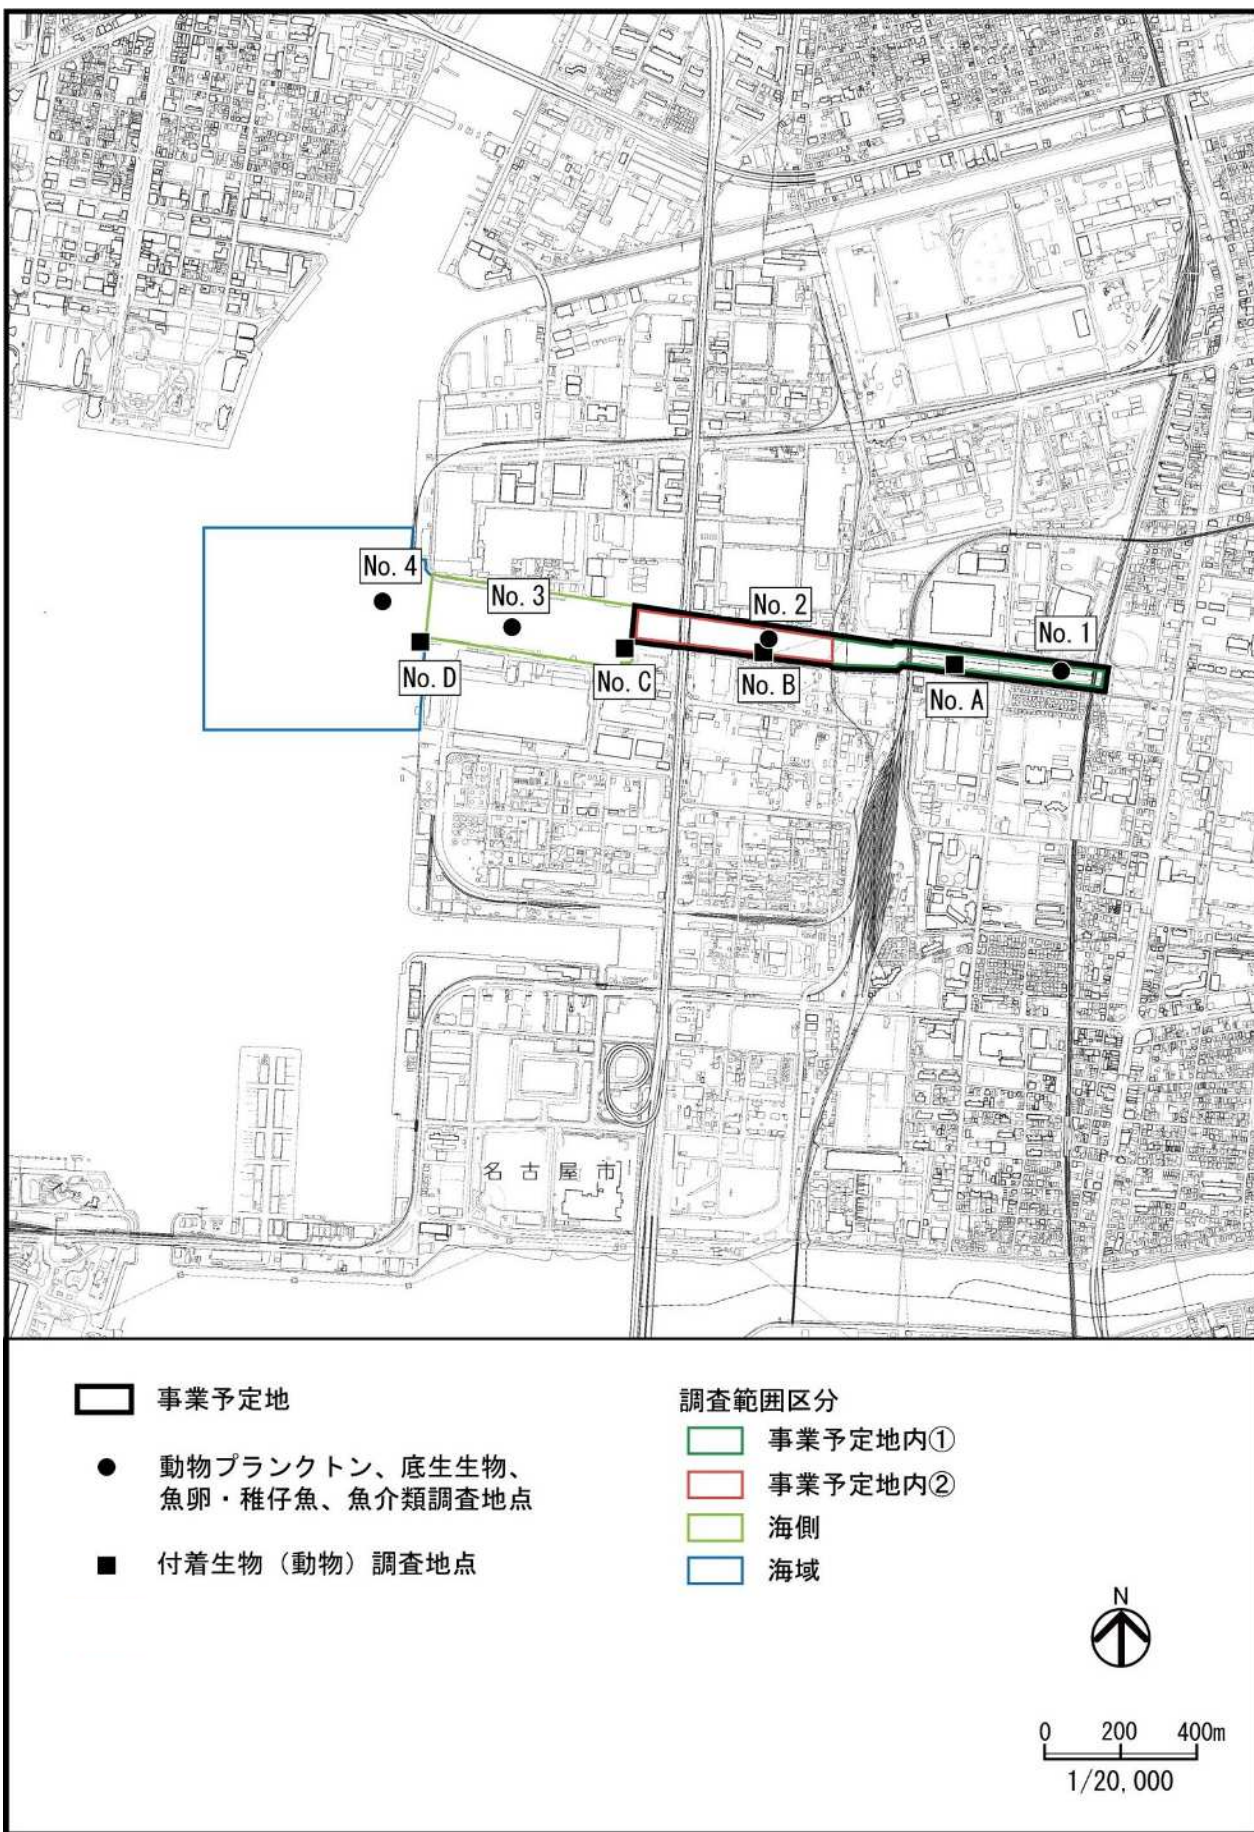 No. 4
No. 3
No. 2
No. 1
No. D
No. C
No. B
No. A
名古屋市
事業予定地
動物プランクトン、底生生物、
魚卵・稚仔魚、魚介類調査地点
付着生物（動物）調査地点
調査範囲区分
事業予定地内①
事業予定地内②
海側
海域
N
0 200 400m
1/20,000